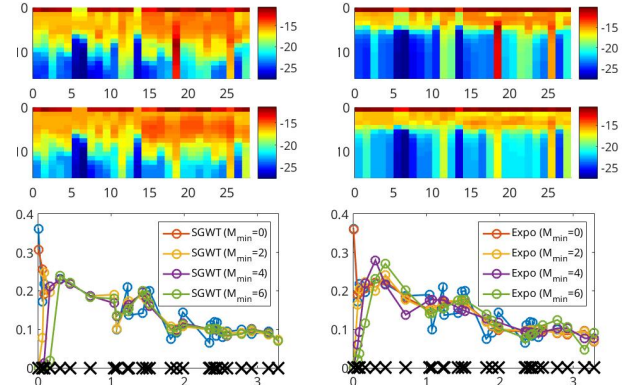 0
10
0 5 10 15 20 25
-15
-20
-25
0
10
0 5 10 15 20 25
-15
-20
-25
0
10
0 5 10 15 20 25
-15
-20
-25
0
10
0 5 10 15 20 25
-15
-20
-25
0.4
0.3
0.2
0.1
0
0 1 2 3
SGWT (M_min=0)
SGWT (M_min=2)
SGWT (M_min=4)
SGWT (M_min=6)
0.4
0.3
0.2
0.1
0
0 1 2 3
Expo (M_min=0)
Expo (M_min=2)
Expo (M_min=4)
Expo (M_min=6)